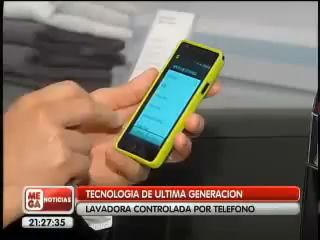 TECNOLOGIA DE ULTIMA GENERACION
MEGA NOTICIAS
LAVADORA CONTROLADA POR TELEFONO
21:27:35